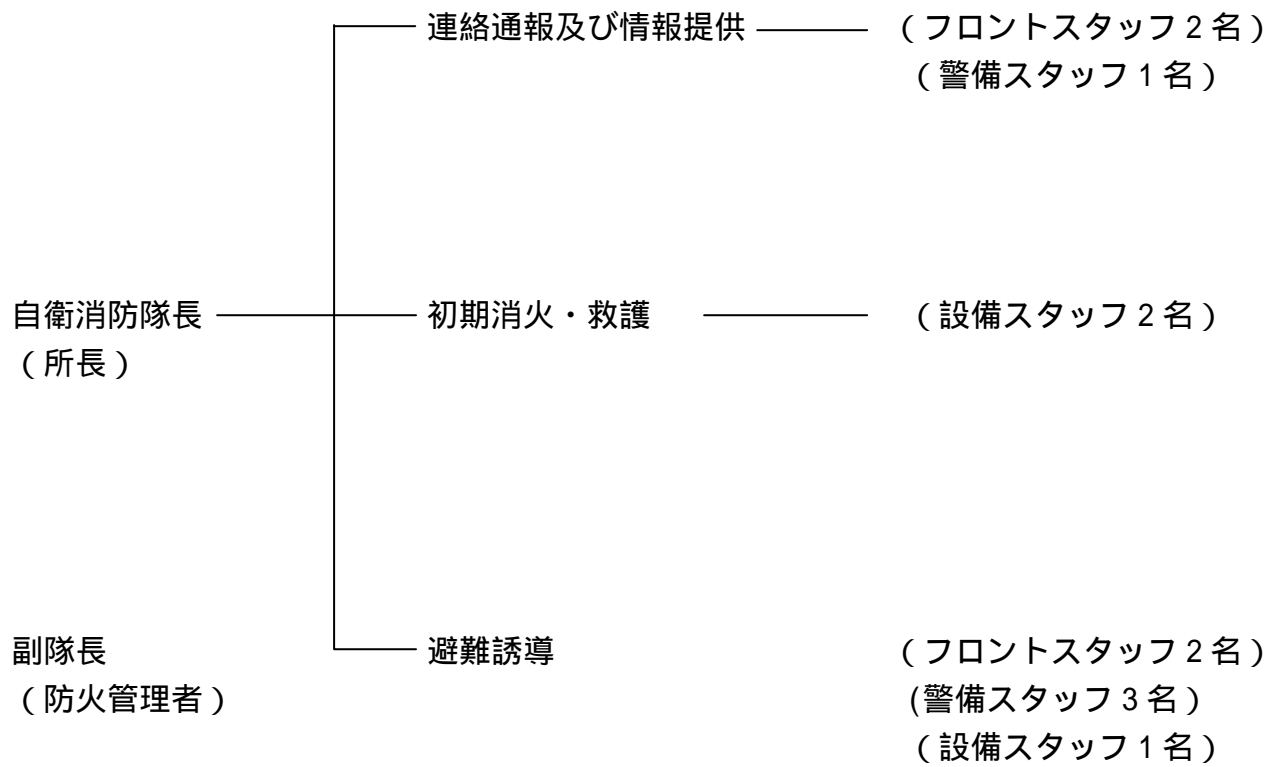 連絡通報及び情報提供 （フロントスタッフ２名）
（警備スタッフ１名）
自衛消防隊長 初期消火・救護 （設備スタッフ２名）
（所長）
副隊長 避難誘導 （フロントスタッフ２名）
（防火管理者） (警備スタッフ３名）
（設備スタッフ１名）